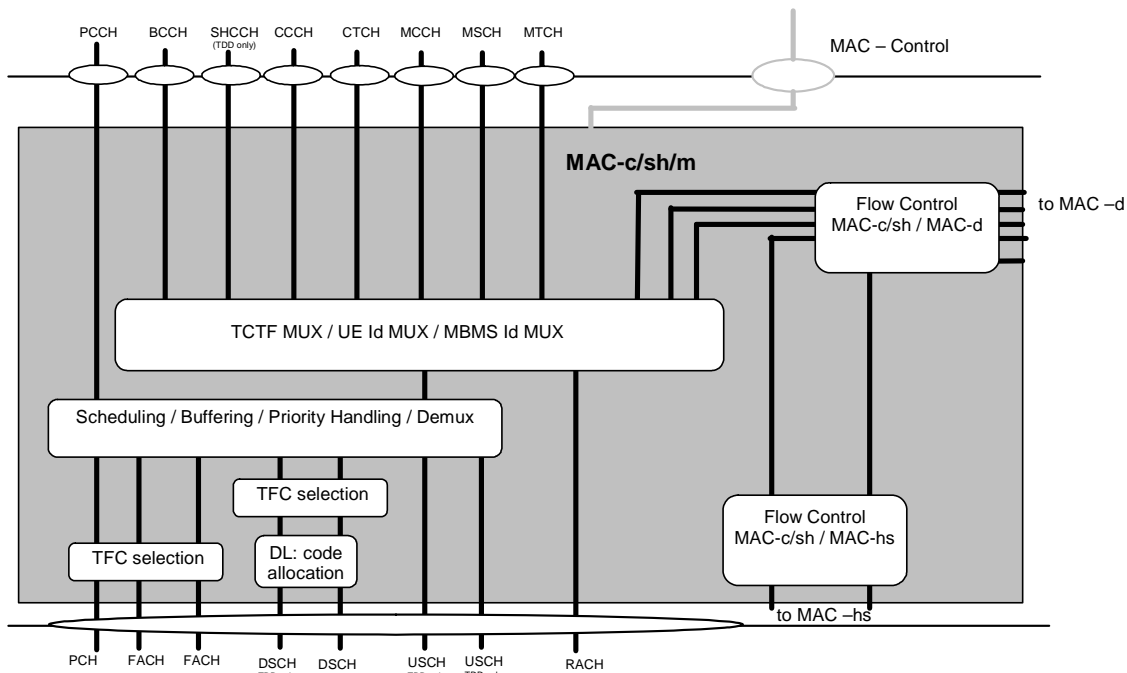 PCCH BCCH SHCCH CCCH CTCH MCCH MSCH MTCH
(TDD only)
MAC – Control
MAC-c/sh/m
Flow Control
MAC-c/sh / MAC-d
to MAC –d
TCTF MUX / UE Id MUX / MBMS Id MUX
Scheduling / Buffering / Priority Handling / Demux
TFC selection
Flow Control
MAC-c/sh / MAC-hs
TFC selection
DL: code
allocation
to MAC –hs
PCH FACH FACH DSCH DSCH USCH USCH RACH